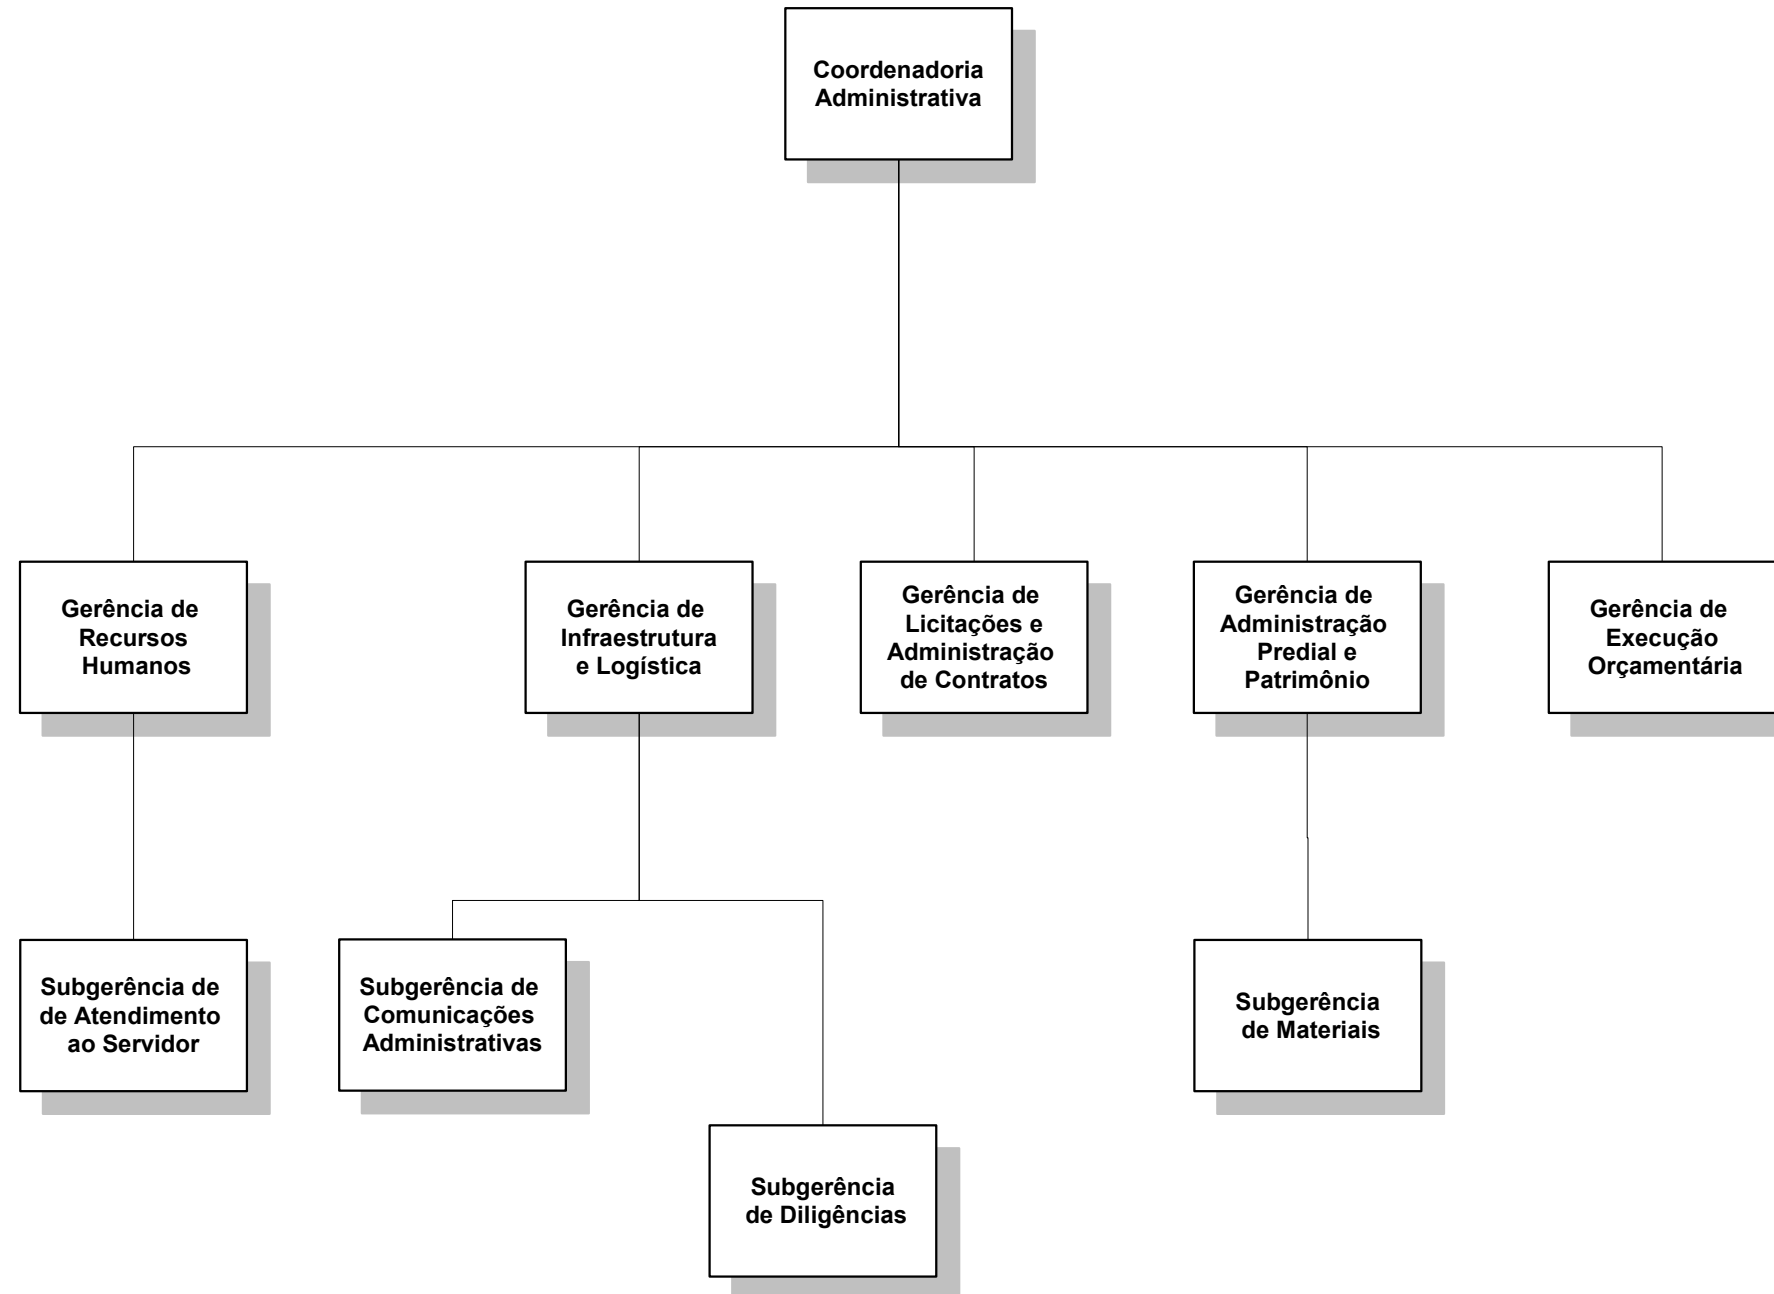 Coordenadoria
Administrativa
Gerência de
Recursos
Humanos
Gerência de
Infraestrutura
e Logística
Gerência de
Licitações e
Administração
de Contratos
Gerência de
Administração
Predial e
Patrimônio
Gerência de
Execução
Orçamentária
Subgerência de
de Atendimento
ao Servidor
Subgerência de
Comunicações
Administrativas
Subgerência
de Materiais
Subgerência
de Diligências